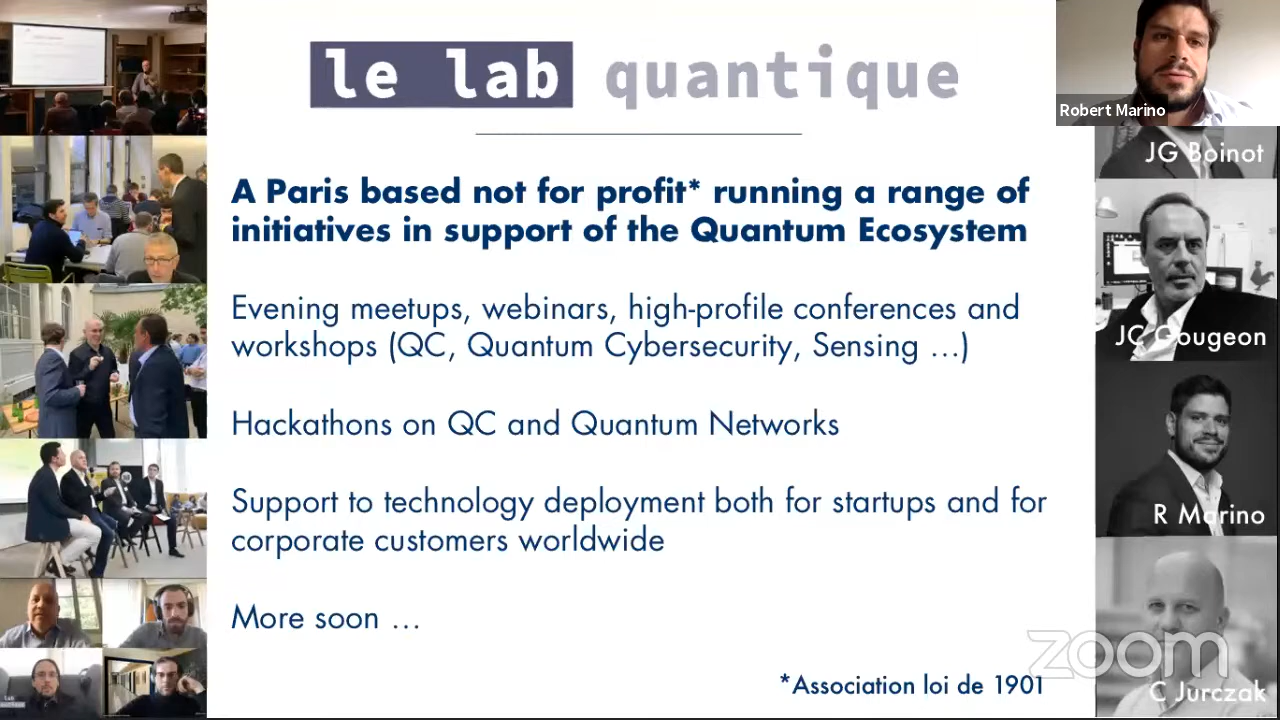 le lab quantique
Robert Marino
JG Boinot
A Paris based not for profit* running a range of
initiatives in support of the Quantum Ecosystem
Evening meetups, webinars, high-profile conferences and
workshops (QC, Quantum Cybersecurity, Sensing …)
JC Gougeon
Hackathons on QC and Quantum Networks
Support to technology deployment both for startups and for
corporate customers worldwide
R Marino
More soon …
zoom
*Association loi de 1901
C Jurczak
lab